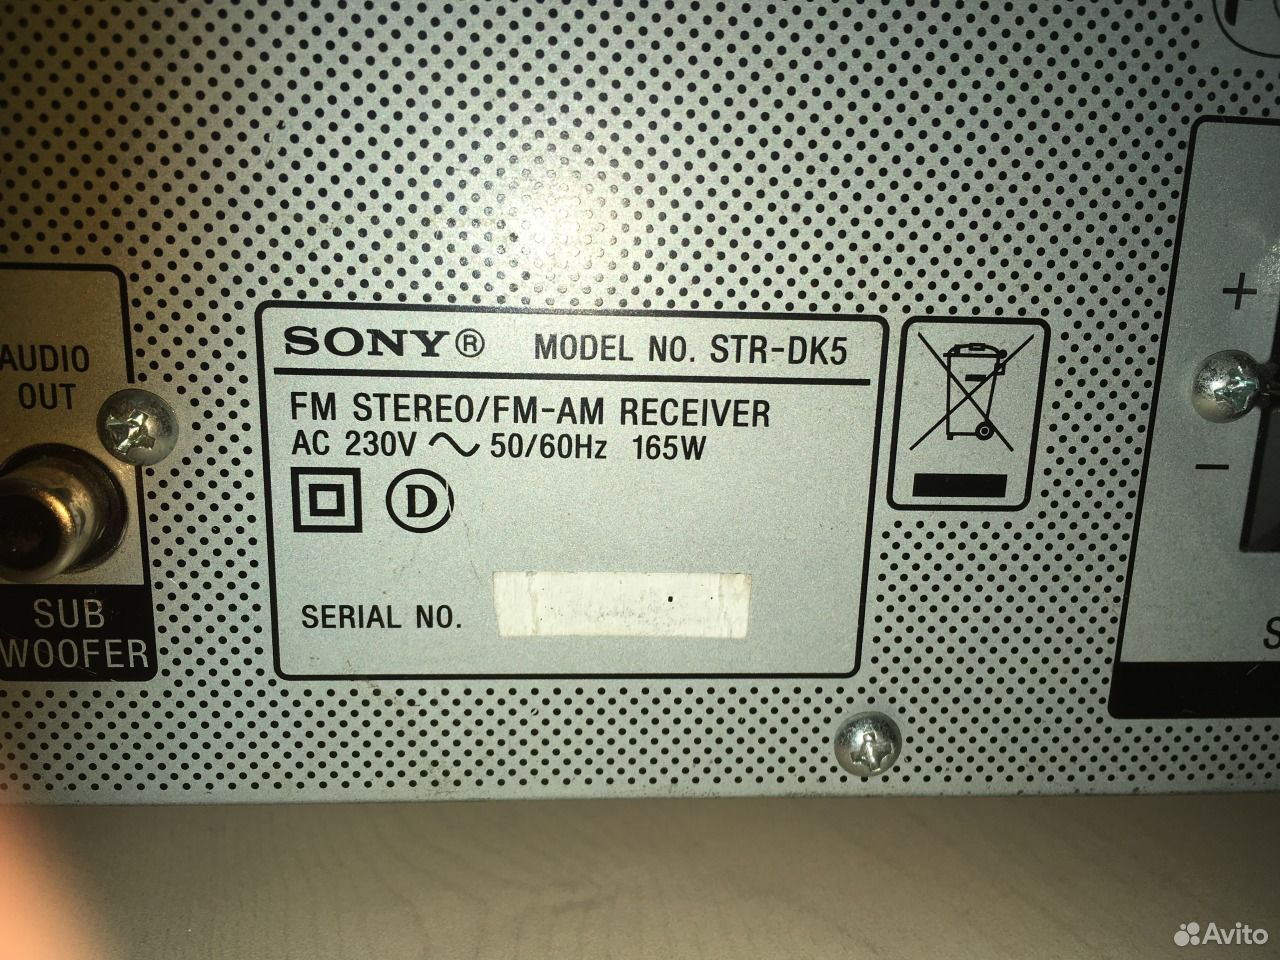 SONY® MODEL NO. STR-DK5
FM STEREO/FM-AM RECEIVER
AC 230V ~ 50/60Hz 165W
D
SERIAL NO.
AUDIO
OUT
SUB
WOOFER
+
−
Avito